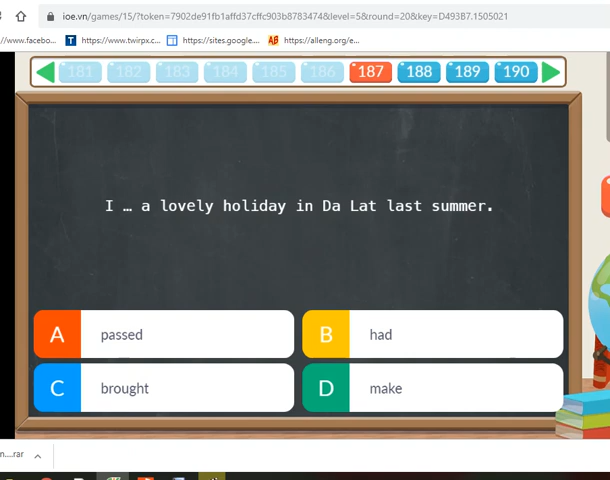 ioe.vn/games/15/?token=7902de91fb1affd37cffc903b8783474&level=5&round=20&key=D493B7.1505021
//www.facebo... T https://www.twirpx.c... https://sites.google.... AB https://alleng.org/e...
181 182 183 184 185 186 187 188 189 190
I … a lovely holiday in Da Lat last summer.
A passed
B had
C brought
D make
n....rar